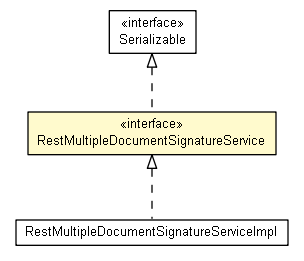 «interface»
Serializable
«interface»
RestMultipleDocumentSignatureService
RestMultipleDocumentSignatureServiceImpl